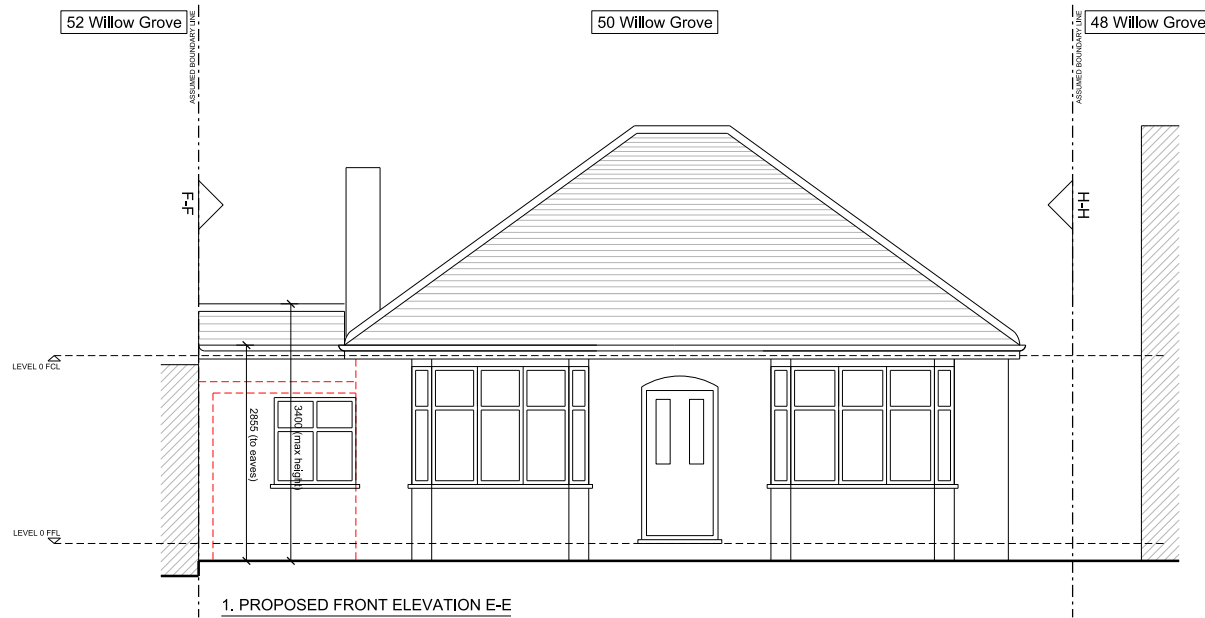 52 Willow Grove
50 Willow Grove
48 Willow Grove
ASSUMED BOUNDARY LINE
ASSUMED BOUNDARY LINE
F-F
H-H
LEVEL 0 FCL
2855 (to eaves)
3400 (max height)
LEVEL 0 FFL
1. PROPOSED FRONT ELEVATION E-E